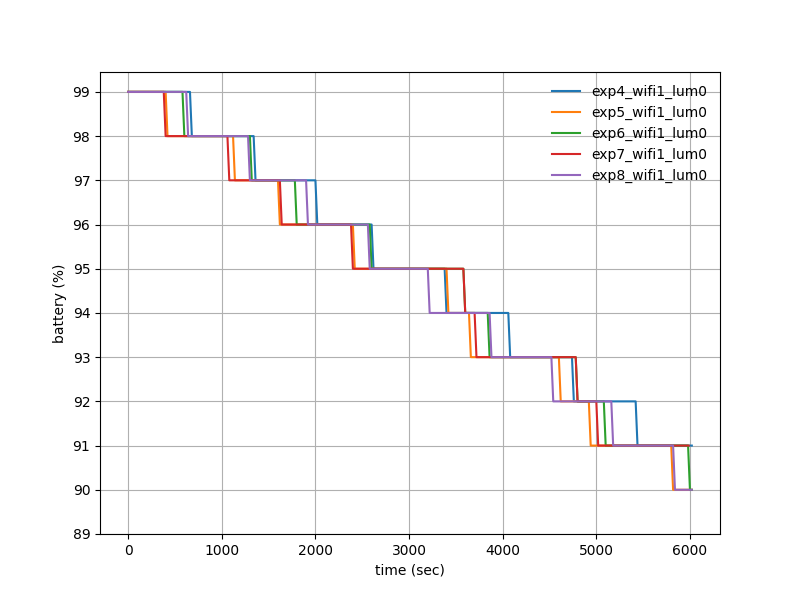 99
98
97
96
95
94
93
92
91
90
89
battery (%)
exp4_wifi1_lum0
exp5_wifi1_lum0
exp6_wifi1_lum0
exp7_wifi1_lum0
exp8_wifi1_lum0
0 1000 2000 3000 4000 5000 6000
time (sec)